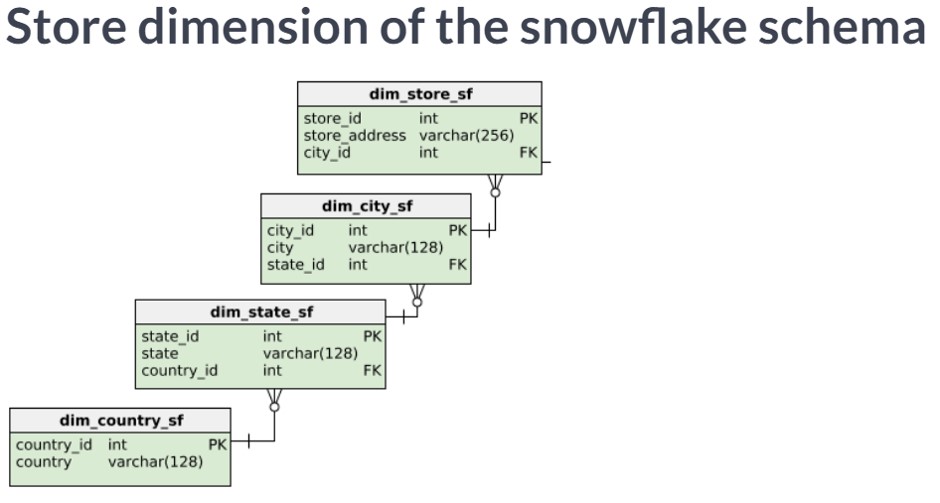 Store dimension of the snowflake schema
dim_store_sf
store_id int PK
store_address varchar(256)
city_id int FK
dim_city_sf
city_id int PK
city varchar(128)
state_id int FK
dim_state_sf
state_id int PK
state varchar(128)
country_id int FK
dim_country_sf
country_id int PK
country varchar(128)